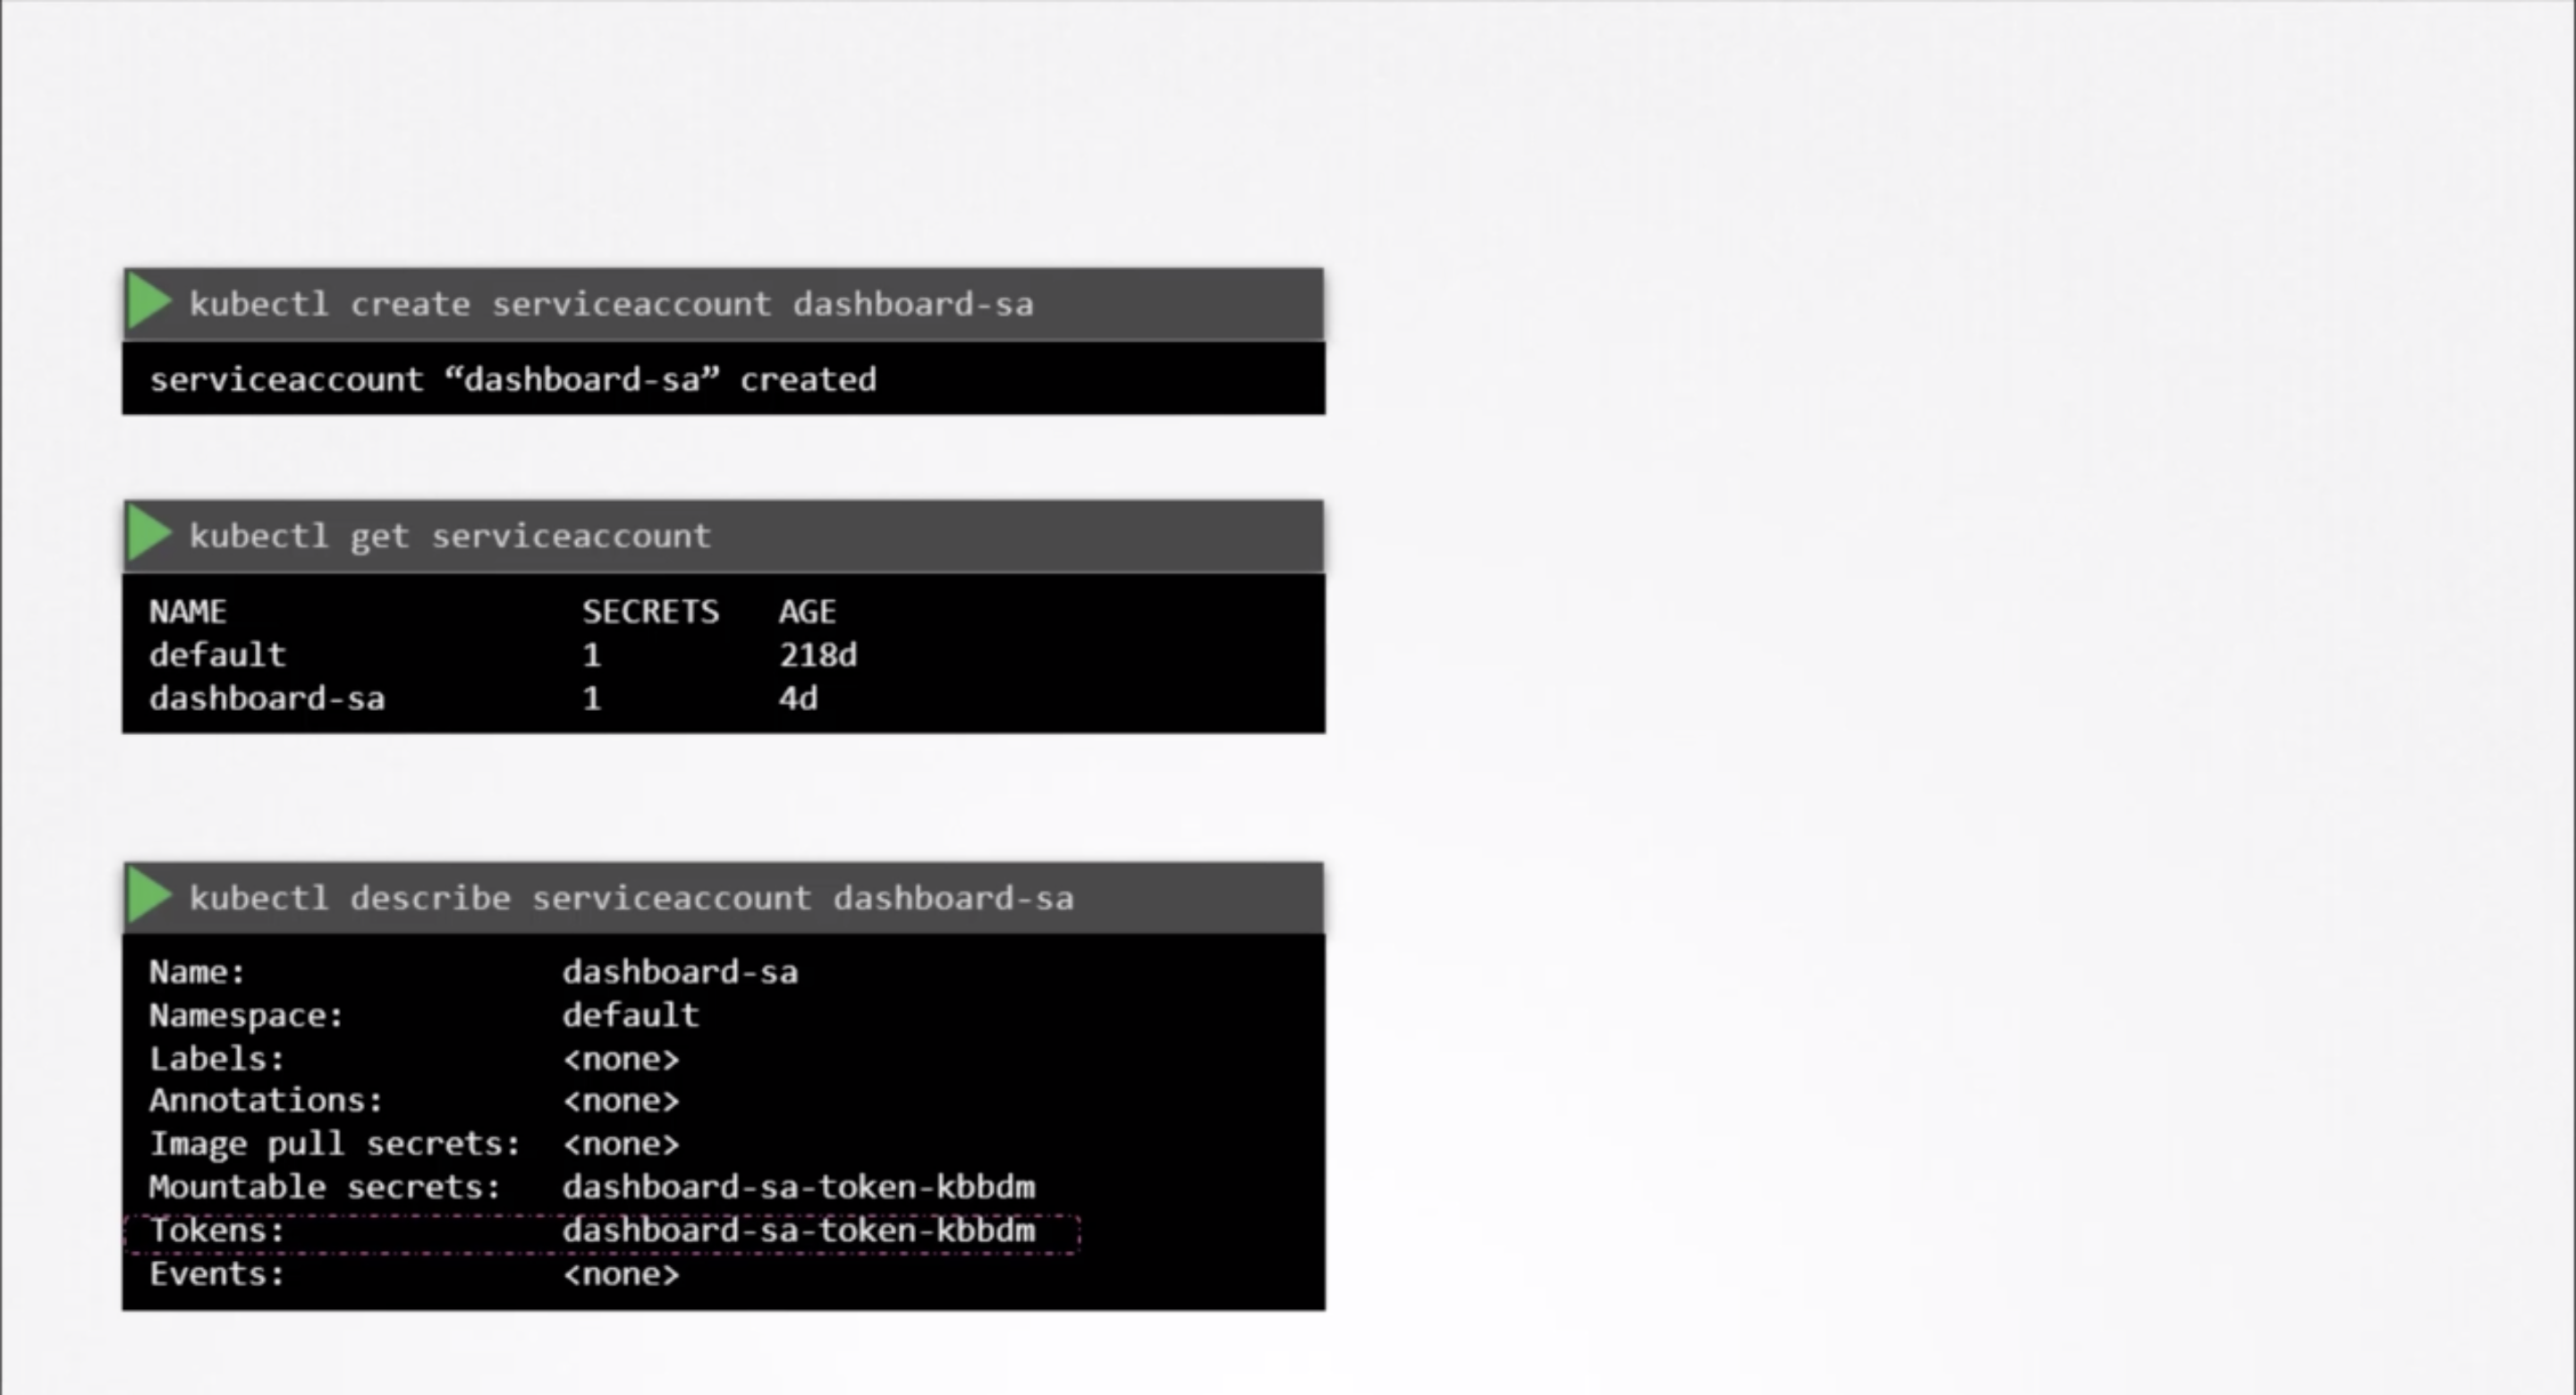 kubectl create serviceaccount dashboard-sa
serviceaccount “dashboard-sa” created
kubectl get serviceaccount
NAME SECRETS AGE
default 1 218d
dashboard-sa 1 4d
kubectl describe serviceaccount dashboard-sa
Name: dashboard-sa
Namespace: default
Labels: <none>
Annotations: <none>
Image pull secrets: <none>
Mountable secrets: dashboard-sa-token-kbbdm
Tokens: dashboard-sa-token-kbbdm
Events: <none>